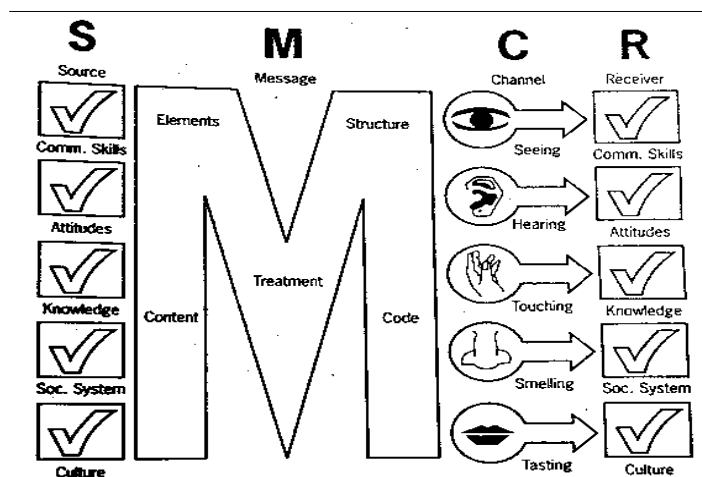 S M C R
Source
Message
Channel
Receiver
Elements
Structure
Comm. Skills
Seeing
Comm. Skills
Attitudes
Hearing
Attitudes
Treatment
Knowledge
Content
Code
Touching
Knowledge
Soc. System
Smelling
Soc. System
Culture
Tasting
Culture